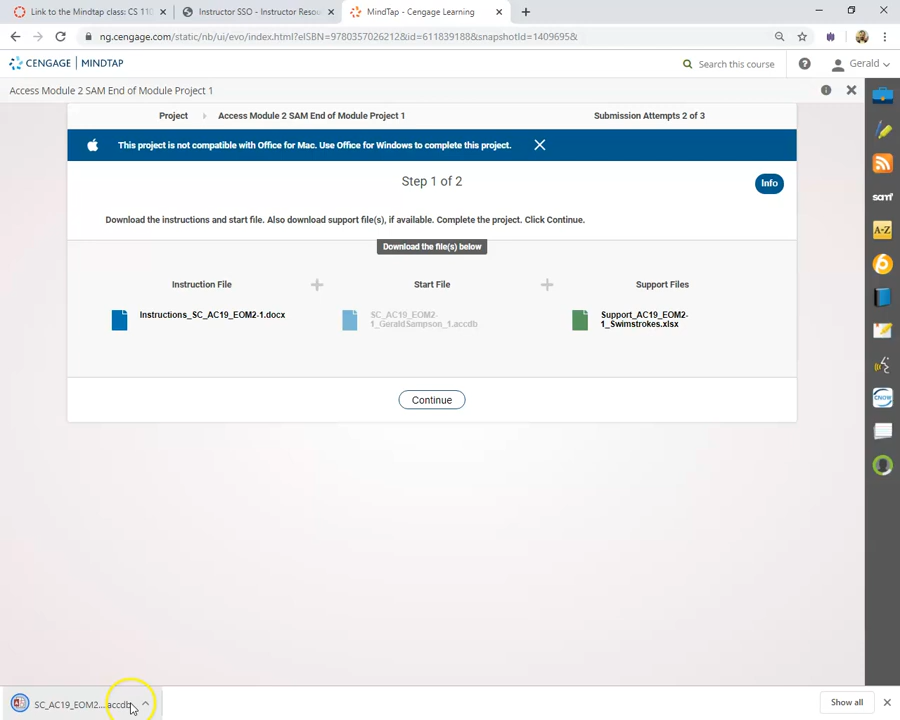 Link to the Mindtap class: CS 110
Instructor SSO - Instructor Resou
MindTap - Cengage Learning
ng.cengage.com/static/nb/ui/evo/index.html?eISBN=9780357026212&id=611839188&snapshotId=1409695&
CENGAGE | MINDTAP
Search this course
Gerald
Access Module 2 SAM End of Module Project 1
Project
Access Module 2 SAM End of Module Project 1
Submission Attempts 2 of 3
This project is not compatible with Office for Mac. Use Office for Windows to complete this project.
Step 1 of 2
Info
Download the instructions and start file. Also download support file(s), if available. Complete the project. Click Continue.
Download the file(s) below
Instruction File
Start File
Support Files
Instructions_SC_AC19_EOM2-1.docx
SC_AC19_EOM2-
1_GeraldSampson_1.accdb
Support_AC19_EOM2-
1_Swimstrokes.xlsx
Continue
sam
A-Z
CNOW
SC_AC19_EOM2....accdb
Show all